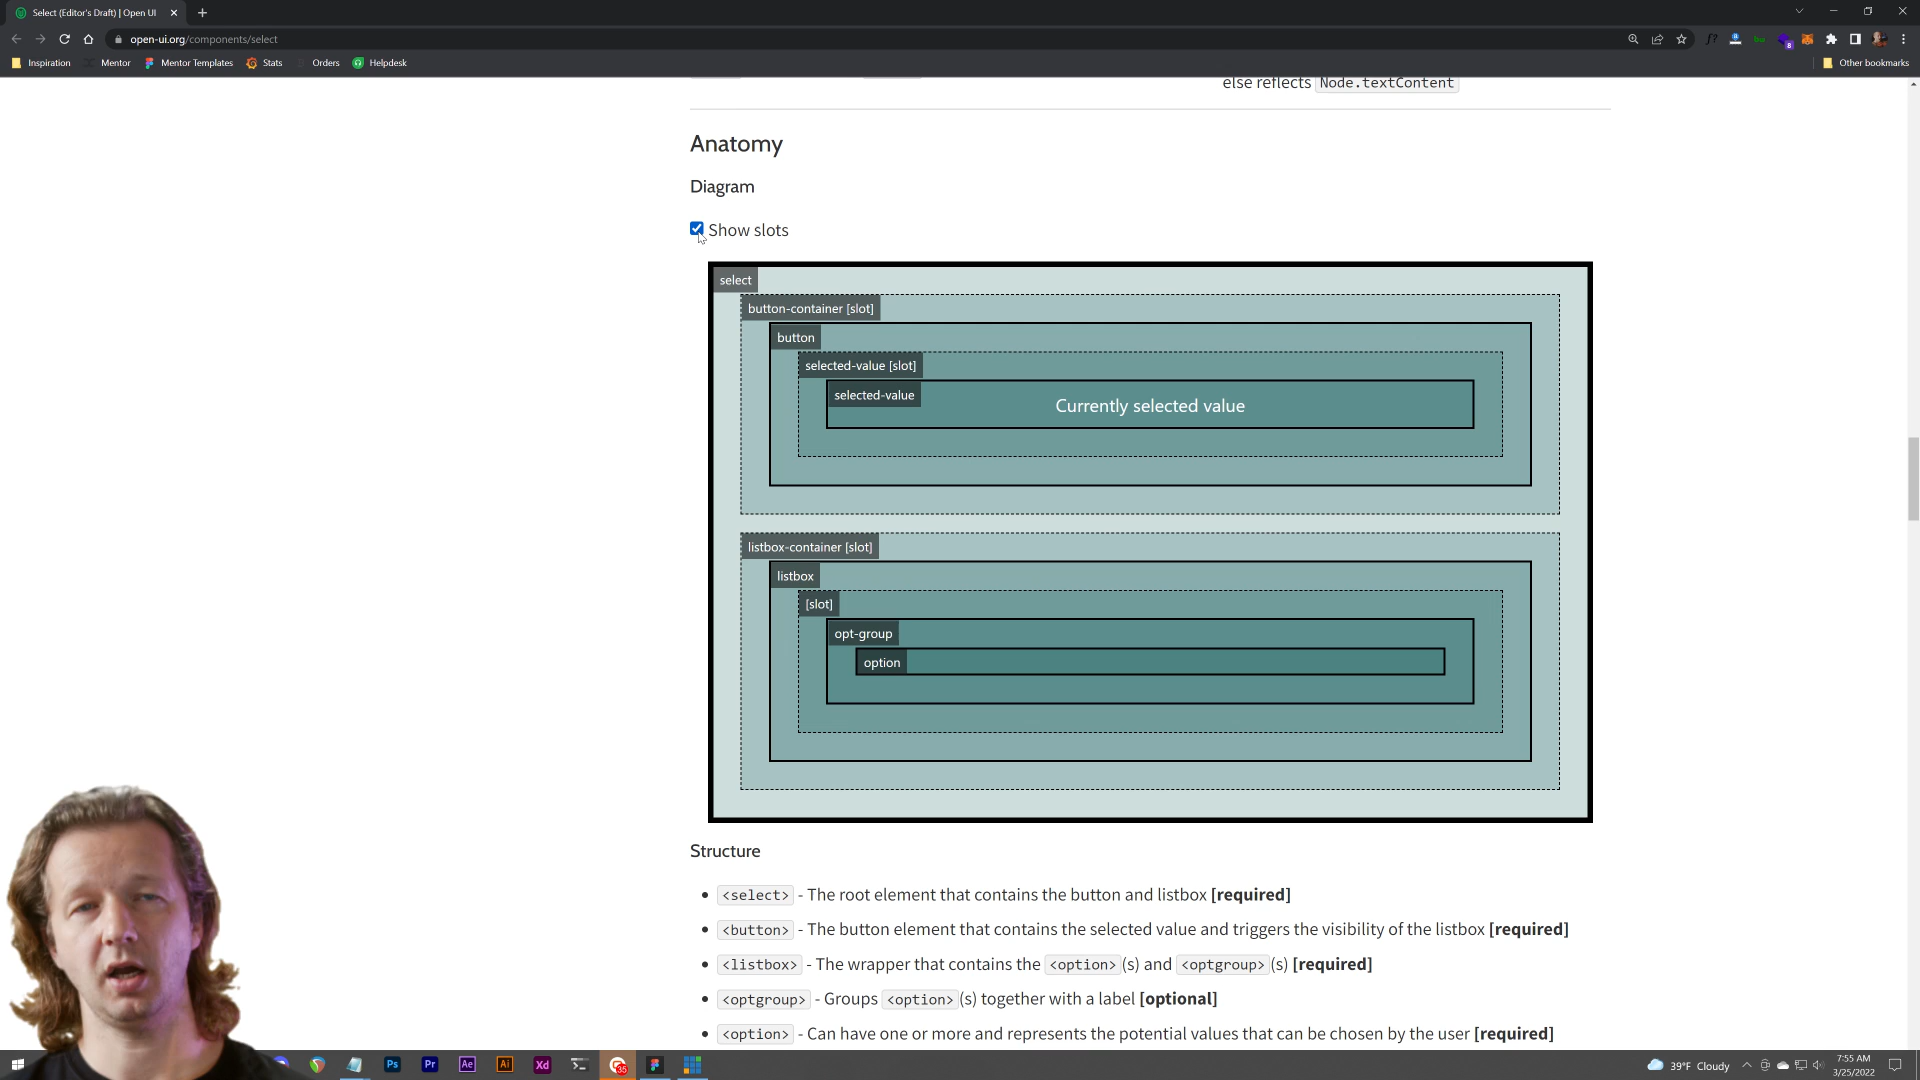 Select (Editor's Draft) | Open UI
open-ui.org/components/select
Inspiration
Mentor
Mentor Templates
Stats
Orders
Helpdesk
Other bookmarks
else reflects Node.textContent
Anatomy
Diagram
Show slots
select
button-container [slot]
button
selected-value [slot]
selected-value
Currently selected value
listbox-container [slot]
listbox
[slot]
opt-group
option
Structure
<select> - The root element that contains the button and listbox [required]
<button> - The button element that contains the selected value and triggers the visibility of the listbox [required]
<listbox> - The wrapper that contains the <option>(s) and <optgroup>(s) [required]
<optgroup> - Groups <option>(s) together with a label [optional]
<option> - Can have one or more and represents the potential values that can be chosen by the user [required]
Ps
Pr
Ae
Ai
Xd
35
39°F Cloudy
7:55 AM
3/25/2022